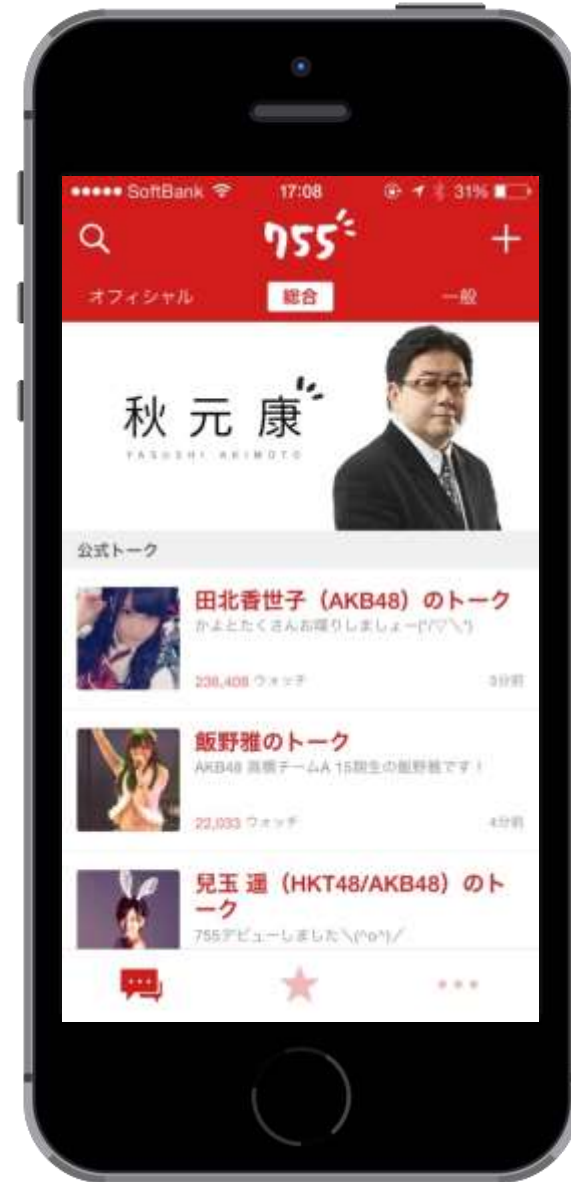 SoftBank 17:08 31%
755
オフィシャル 総合 一般
秋元康
YASUSHI AKIMOTO
公式トーク
田北香世子（AKB48）のトーク
かよとたくさんお喋りしましょー(*/▽＼*)
236,408 ウォッチ 3分前
飯野雅のトーク
AKB48 高橋チームA 15期生の飯野雅です！
22,033 ウォッチ 4分前
兒玉 遥（HKT48/AKB48）のト
ーク
755デビューしました＼(^o^)／